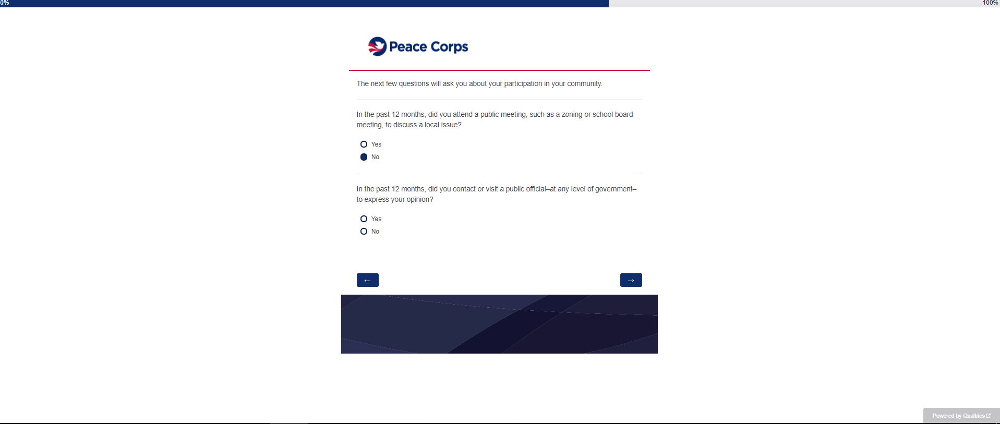 0%
100%
Peace Corps
The next few questions will ask you about your participation in your community.
In the past 12 months, did you attend a public meeting, such as a zoning or school board
meeting, to discuss a local issue?
Yes
No
In the past 12 months, did you contact or visit a public official–at any level of government–
to express your opinion?
Yes
No
←
→
Powered by Qualtrics